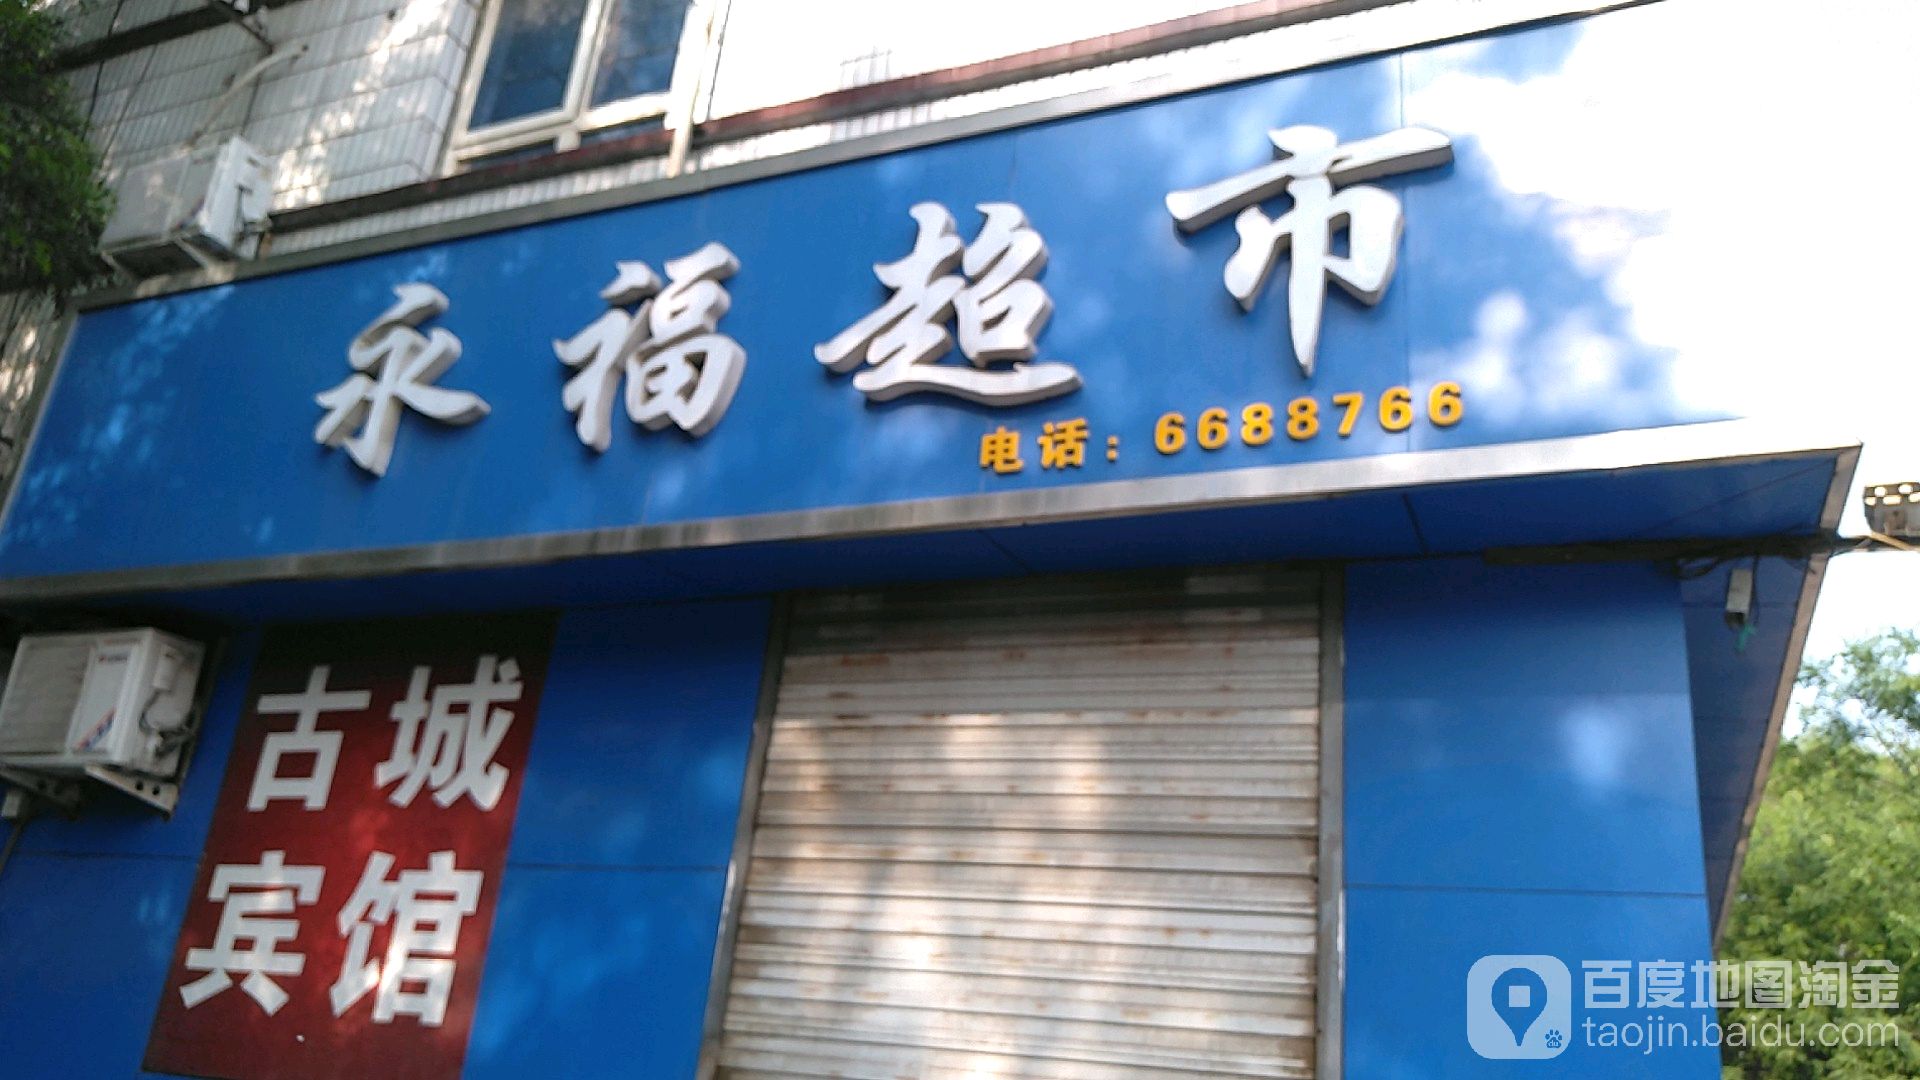 永福超市
电话：6688766
古城
宾馆
百度地图淘金
taojin.baidu.com